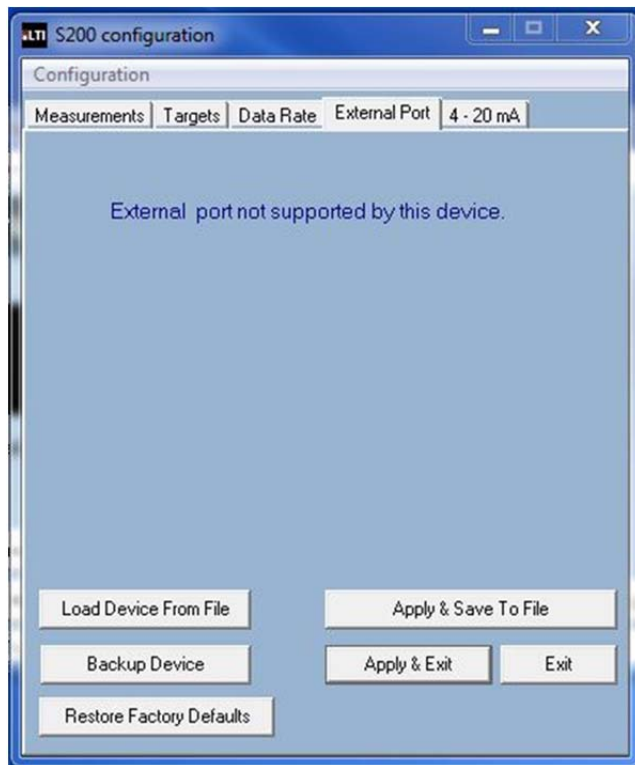 LTI S200 configuration
Configuration
Measurements Targets Data Rate External Port 4 - 20 mA
External port not supported by this device.
Load Device From File Apply & Save To File
Backup Device Apply & Exit Exit
Restore Factory Defaults